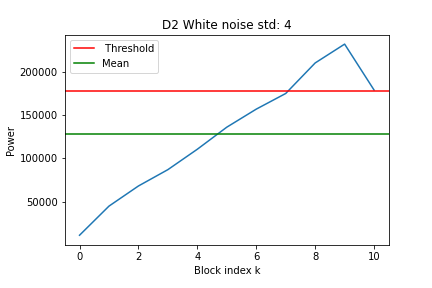 D2 White noise std: 4
Threshold
Mean
Power
200000
150000
100000
50000
0 2 4 6 8 10
Block index k